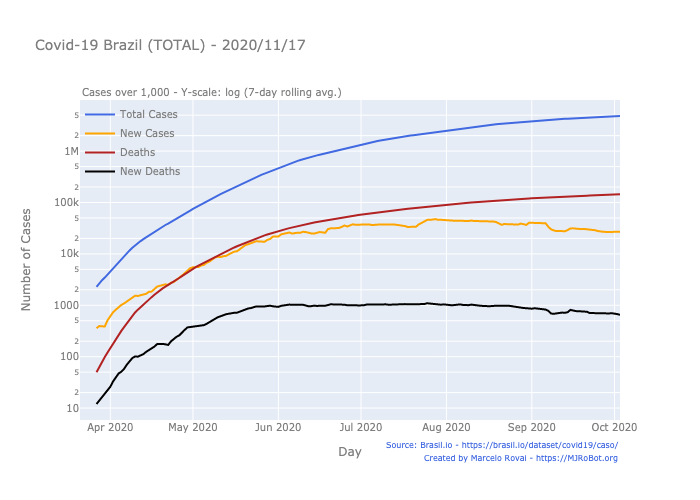 Covid-19 Brazil (TOTAL) - 2020/11/17
Cases over 1,000 - Y-scale: log (7-day rolling avg.)
Total Cases
New Cases
Deaths
New Deaths
5
2
1M
5
2
100k
5
2
10k
5
2
1000
5
2
100
5
2
10
Number of Cases
Apr 2020
May 2020
Jun 2020
Jul 2020
Aug 2020
Sep 2020
Oct 2020
Day
Source: Brasil.io - https://brasil.io/dataset/covid19/caso/
Created by Marcelo Rovai - https://MJRoBot.org